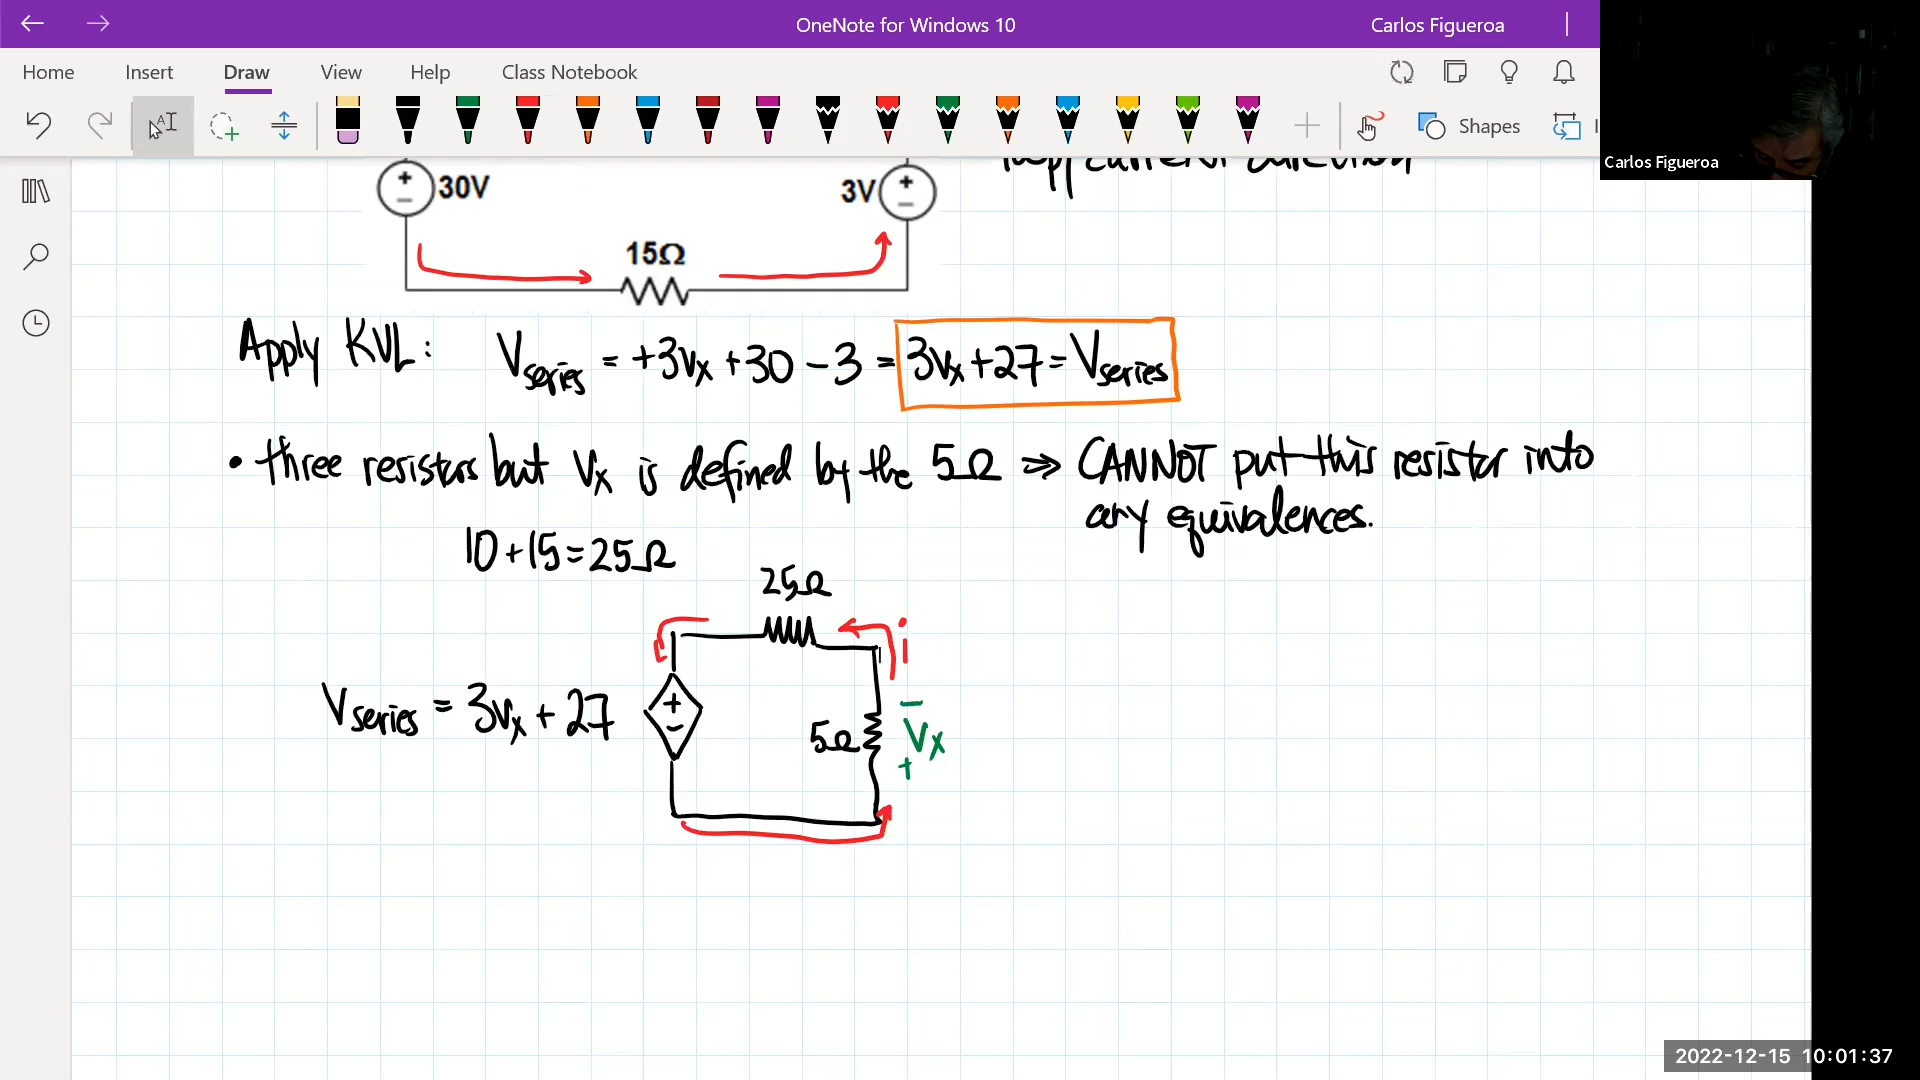 OneNote for Windows 10
Carlos Figueroa
Home Insert Draw View Help Class Notebook
Shapes
Carlos Figueroa
loop current direction
+ 30V
−
3V +
−
15Ω
Apply KVL: Vseries = +3Vx + 30 − 3 = 3Vx + 27 = Vseries
• three resistors but Vx is defined by the 5Ω ⇒ CANNOT put this resistor into
any equivalences.
10 + 15 = 25Ω
25Ω
i
Vseries = 3Vx + 27
+
−
5Ω
−
Vx
+
2022-12-15 10:01:37